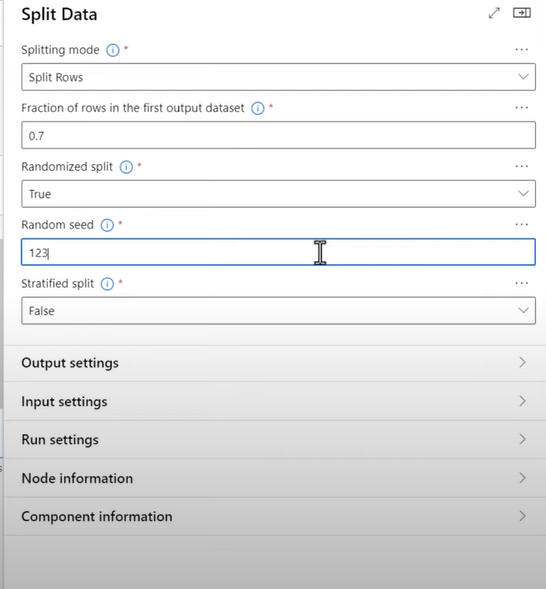 Split Data
Splitting mode *
Split Rows
Fraction of rows in the first output dataset *
0.7
Randomized split *
True
Random seed *
123
Stratified split *
False
Output settings
Input settings
Run settings
Node information
Component information